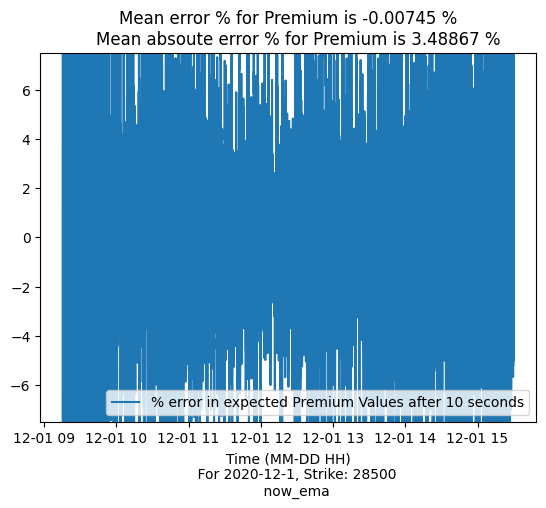 Mean error % for Premium is -0.00745 %
Mean absoute error % for Premium is 3.48867 %
6
4
2
0
−2
−4
−6
% error in expected Premium Values after 10 seconds
12-01 09 12-01 10 12-01 11 12-01 12 12-01 13 12-01 14 12-01 15
Time (MM-DD HH)
For 2020-12-1, Strike: 28500
now_ema